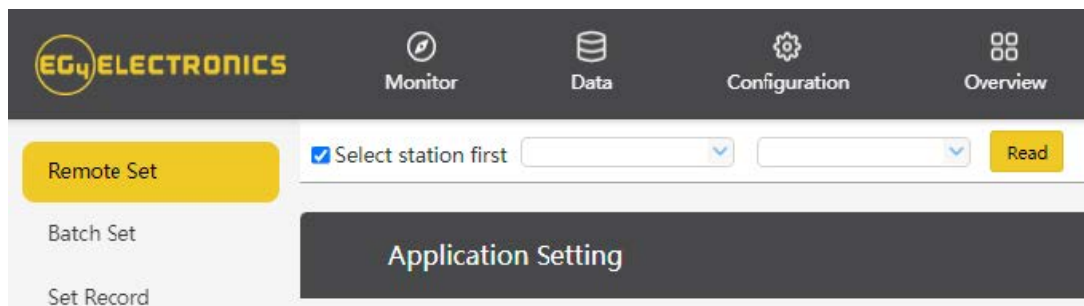 EG4 ELECTRONICS
Monitor
Data
Configuration
Overview
Remote Set
Select station first
Read
Batch Set
Application Setting
Set Record